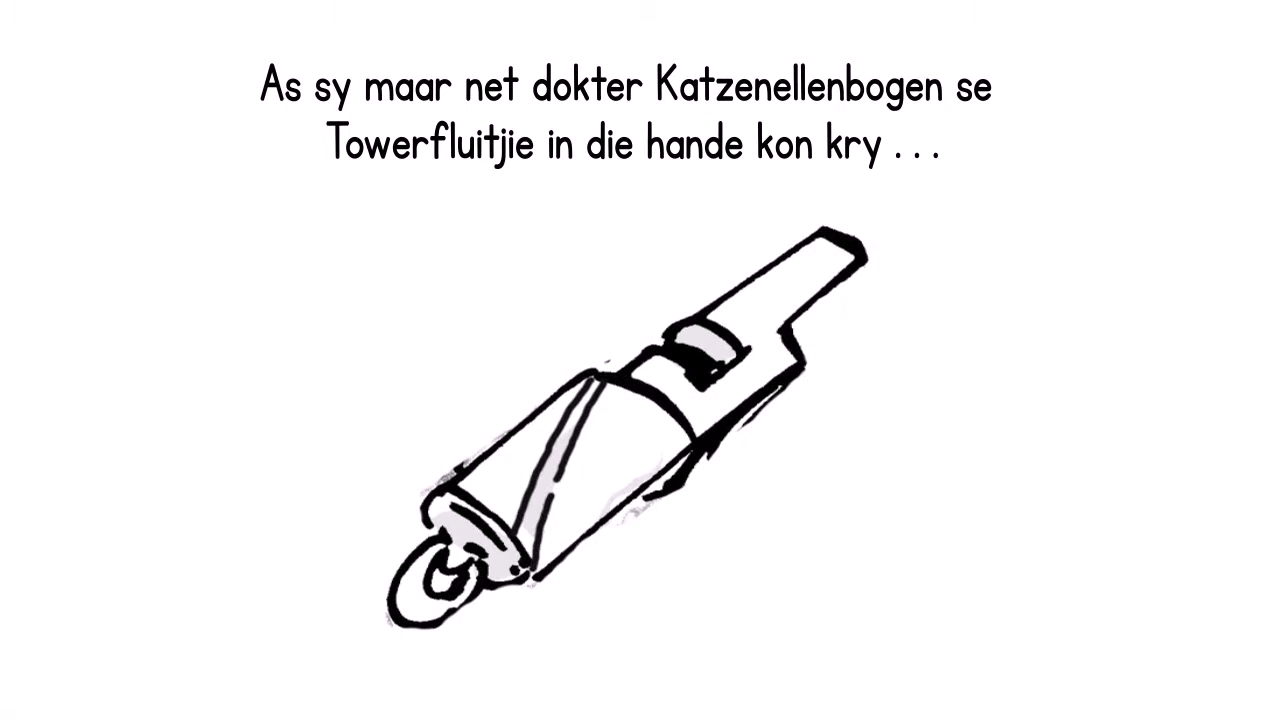 As sy maar net dokter Katzenellenbogen se
Towerfluitjie in die hande kon kry . . .